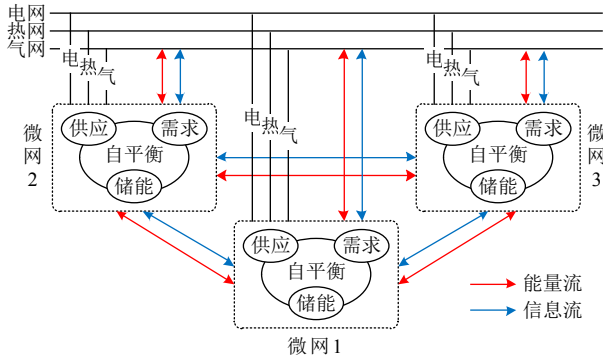 电网
热网
气网
电 热 气
电 热 气
电 热 气
微网2
供应 需求
自平衡
储能
供应 需求
自平衡
储能
微网3
供应 需求
自平衡
储能
微网1
能量流
信息流